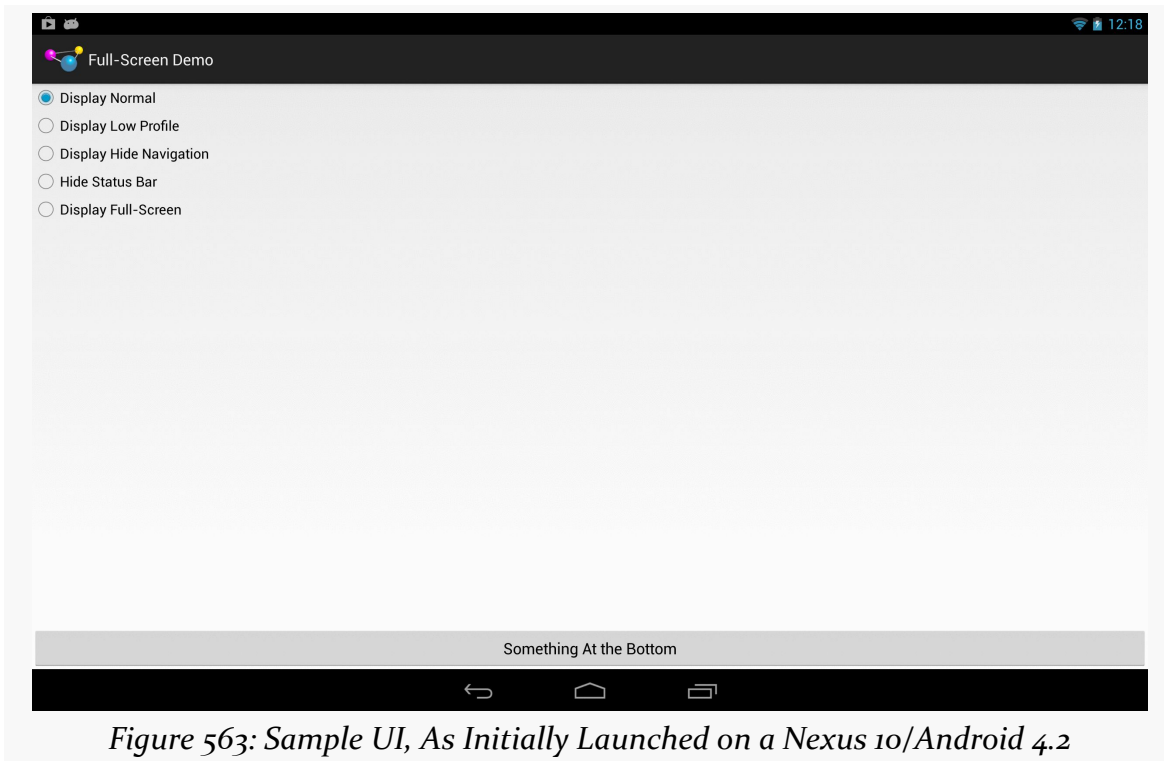 12:18
Full-Screen Demo
Display Normal
Display Low Profile
Display Hide Navigation
Hide Status Bar
Display Full-Screen
Something At the Bottom
Figure 563: Sample UI, As Initially Launched on a Nexus 10/Android 4.2